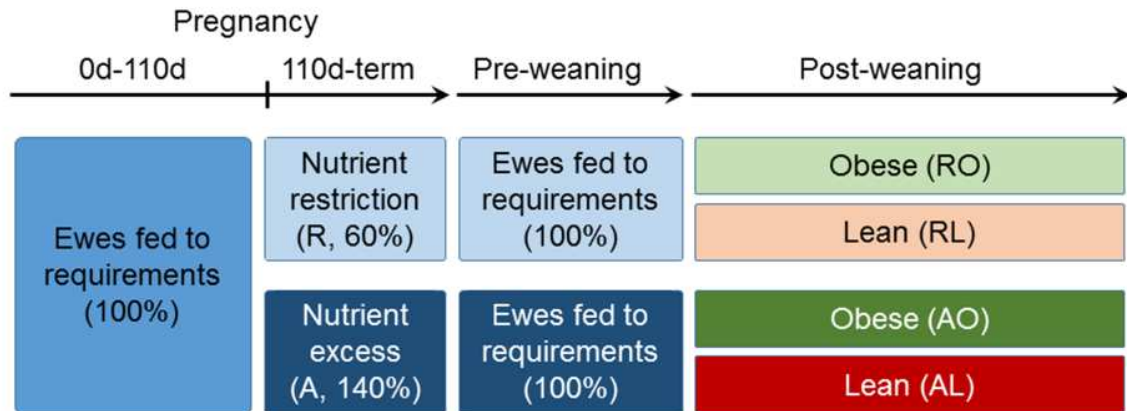 Pregnancy
0d-110d
110d-term
Pre-weaning
Post-weaning
Ewes fed to
requirements
(100%)
Nutrient
restriction
(R, 60%)
Ewes fed to
requirements
(100%)
Obese (RO)
Lean (RL)
Nutrient
excess
(A, 140%)
Ewes fed to
requirements
(100%)
Obese (AO)
Lean (AL)